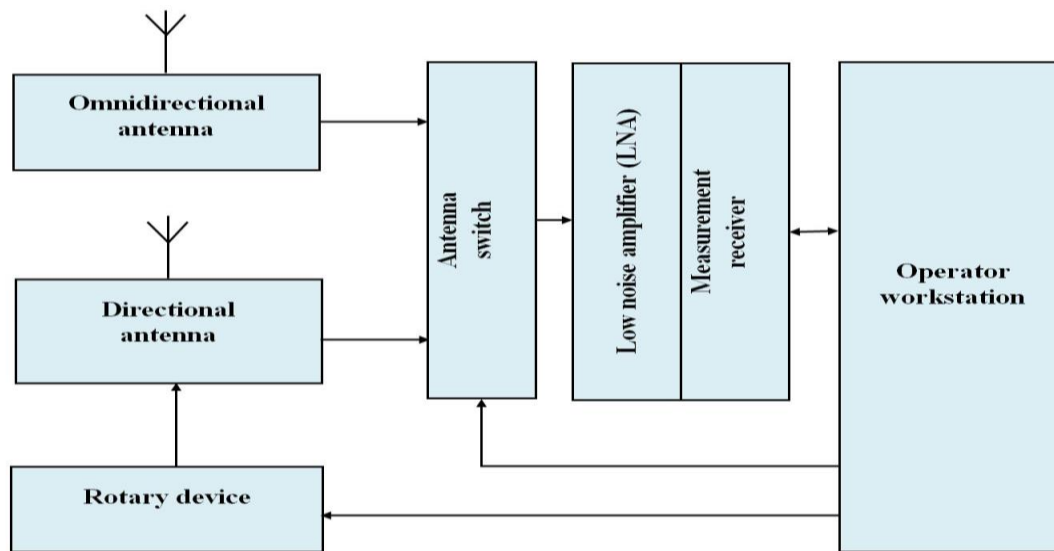 Omnidirectional
antenna
Directional
antenna
Rotary device
Antenna
switch
Low noise amplifier (LNA)
Measurement
receiver
Operator
workstation